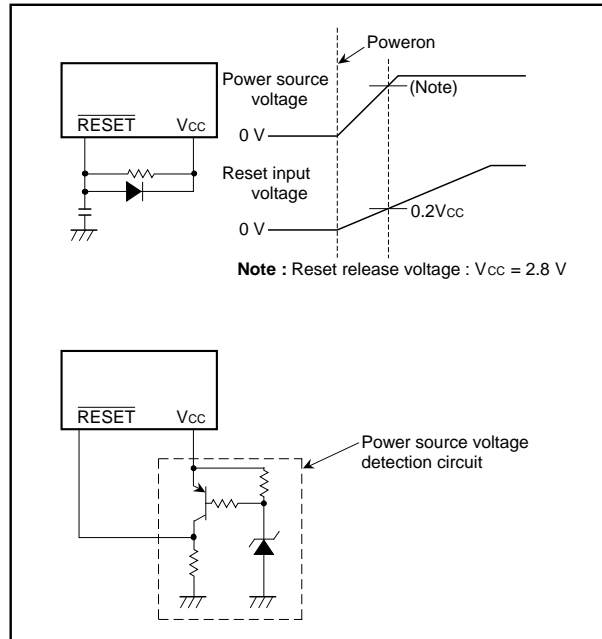 Poweron
Power source
voltage
(Note)
0 V
RESET VCC
Reset input
voltage
0.2VCC
0 V
Note : Reset release voltage : VCC = 2.8 V
RESET VCC
Power source voltage
detection circuit